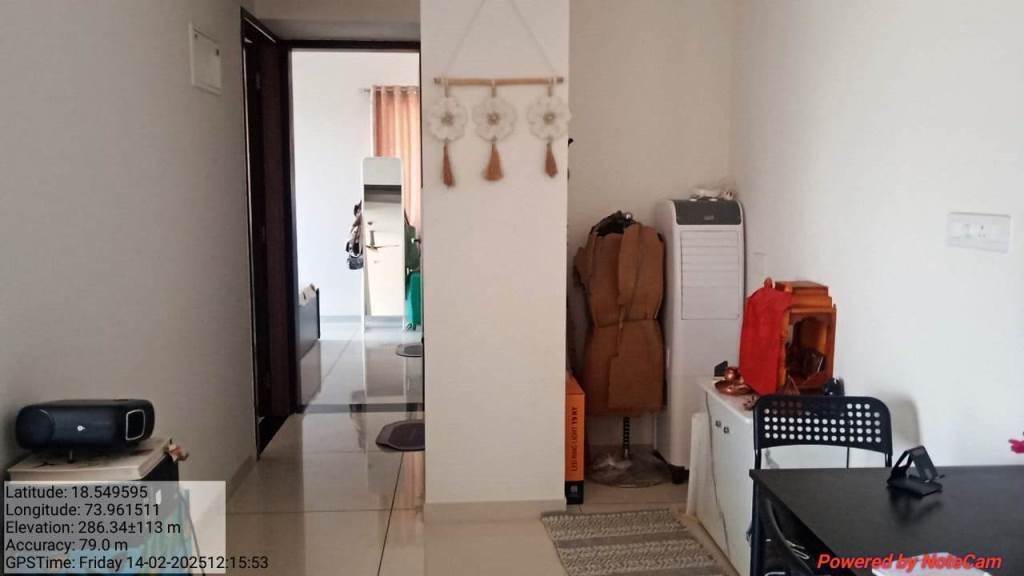 Latitude: 18.549595
Longitude: 73.961511
Elevation: 286.34±113 m
Accuracy: 79.0 m
GPSTime: Friday 14-02-202512:15:53
Powered by NoteCam